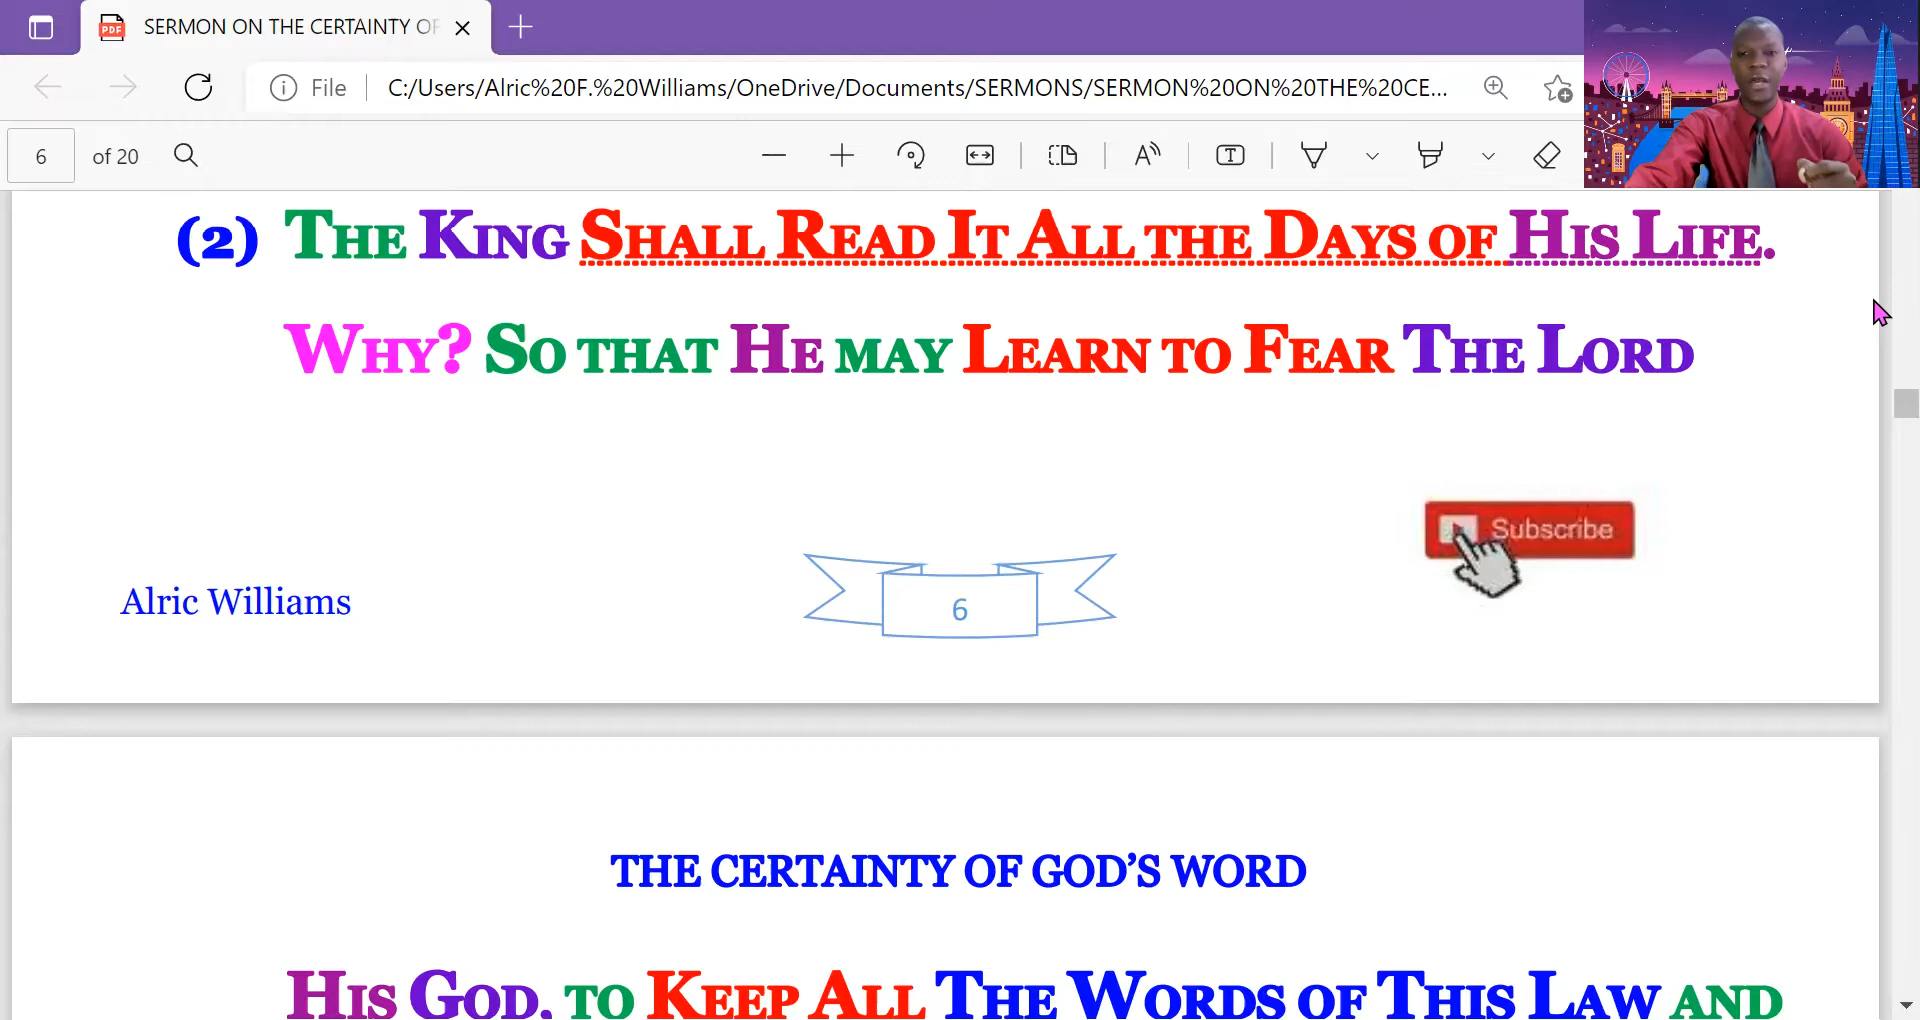 SERMON ON THE CERTAINTY OF
File
C:/Users/Alric%20F.%20Williams/OneDrive/Documents/SERMONS/SERMON%20ON%20THE%20CE...
6 of 20
(2) THE KING SHALL READ IT ALL THE DAYS OF HIS LIFE.
WHY? SO THAT HE MAY LEARN TO FEAR THE LORD
Subscribe
Alric Williams
6
THE CERTAINTY OF GOD’S WORD
HIS GOD, TO KEEP ALL THE WORDS OF THIS LAW AND